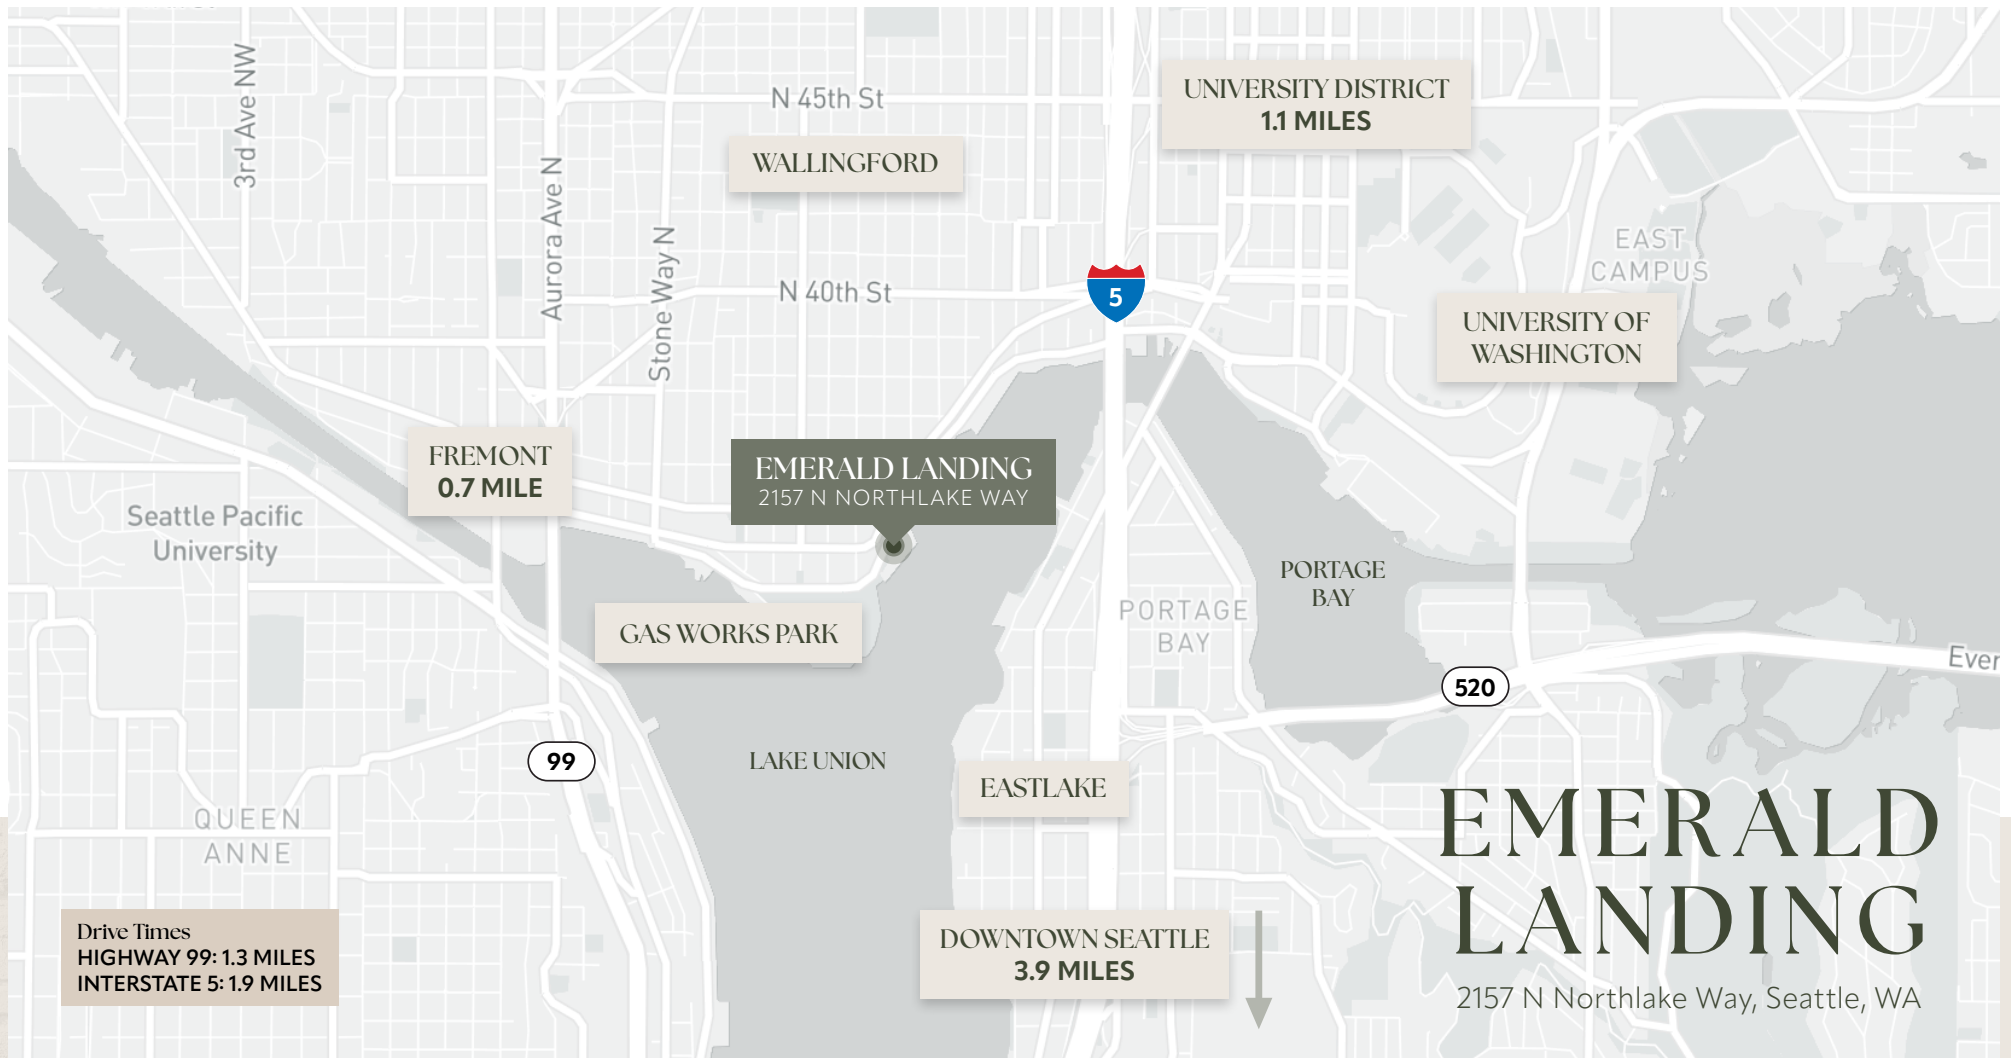 3rd Ave NW
N 45th St
UNIVERSITY DISTRICT
1.1 MILES
WALLINGFORD
Aurora Ave N
Stone Way N
N 40th St
5
EAST
CAMPUS
UNIVERSITY OF
WASHINGTON
FREMONT
0.7 MILE
EMERALD LANDING
2157 N NORTHLAKE WAY
Seattle Pacific
University
PORTAGE
BAY
PORTAGE
BAY
GAS WORKS PARK
Ever
520
99
LAKE UNION
EASTLAKE
QUEEN
ANNE
EMERALD
LANDING
2157 N Northlake Way, Seattle, WA
DOWNTOWN SEATTLE
3.9 MILES
Drive Times
HIGHWAY 99: 1.3 MILES
INTERSTATE 5: 1.9 MILES